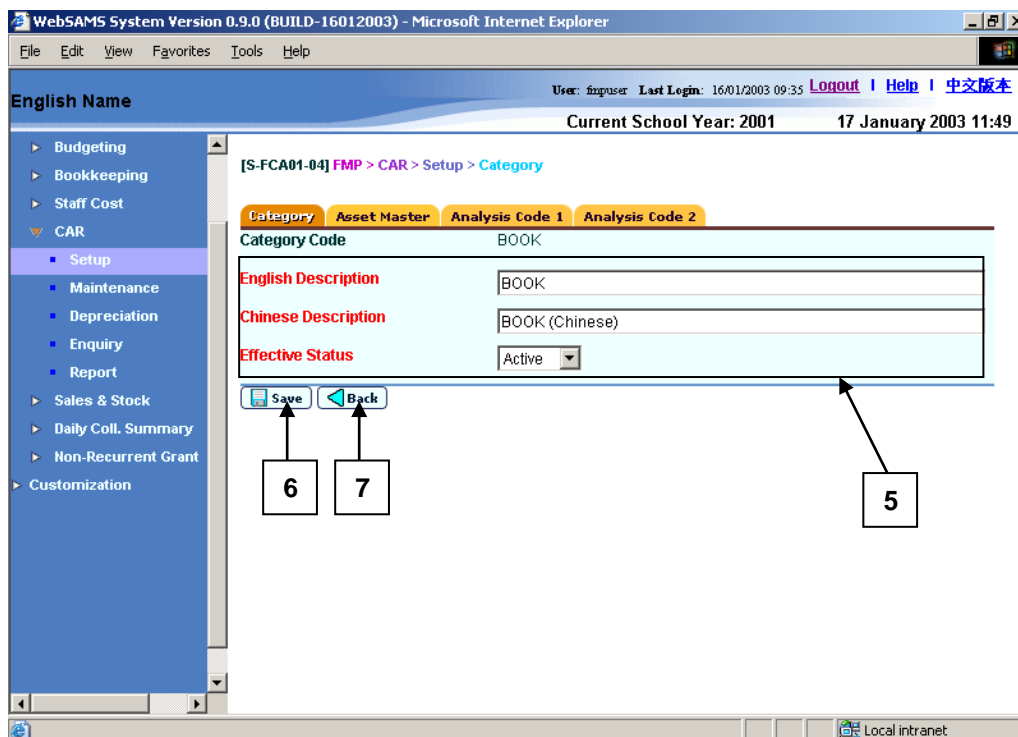 WebSAMS System Version 0.9.0 (BUILD-16012003) - Microsoft Internet Explorer
File Edit View Favorites Tools Help
English Name
User: fmpuser Last Login: 16/01/2003 09:35 Logout | Help | 中文版本
Current School Year: 2001 17 January 2003 11:49
Budgeting
Bookkeeping
Staff Cost
CAR
Setup
Maintenance
Depreciation
Enquiry
Report
Sales & Stock
Daily Coll. Summary
Non-Recurrent Grant
Customization
[S-FCA01-04] FMP > CAR > Setup > Category
Category Asset Master Analysis Code 1 Analysis Code 2
Category Code BOOK
English Description BOOK
Chinese Description BOOK (Chinese)
Effective Status Active
Save Back
6 7 5
Local intranet